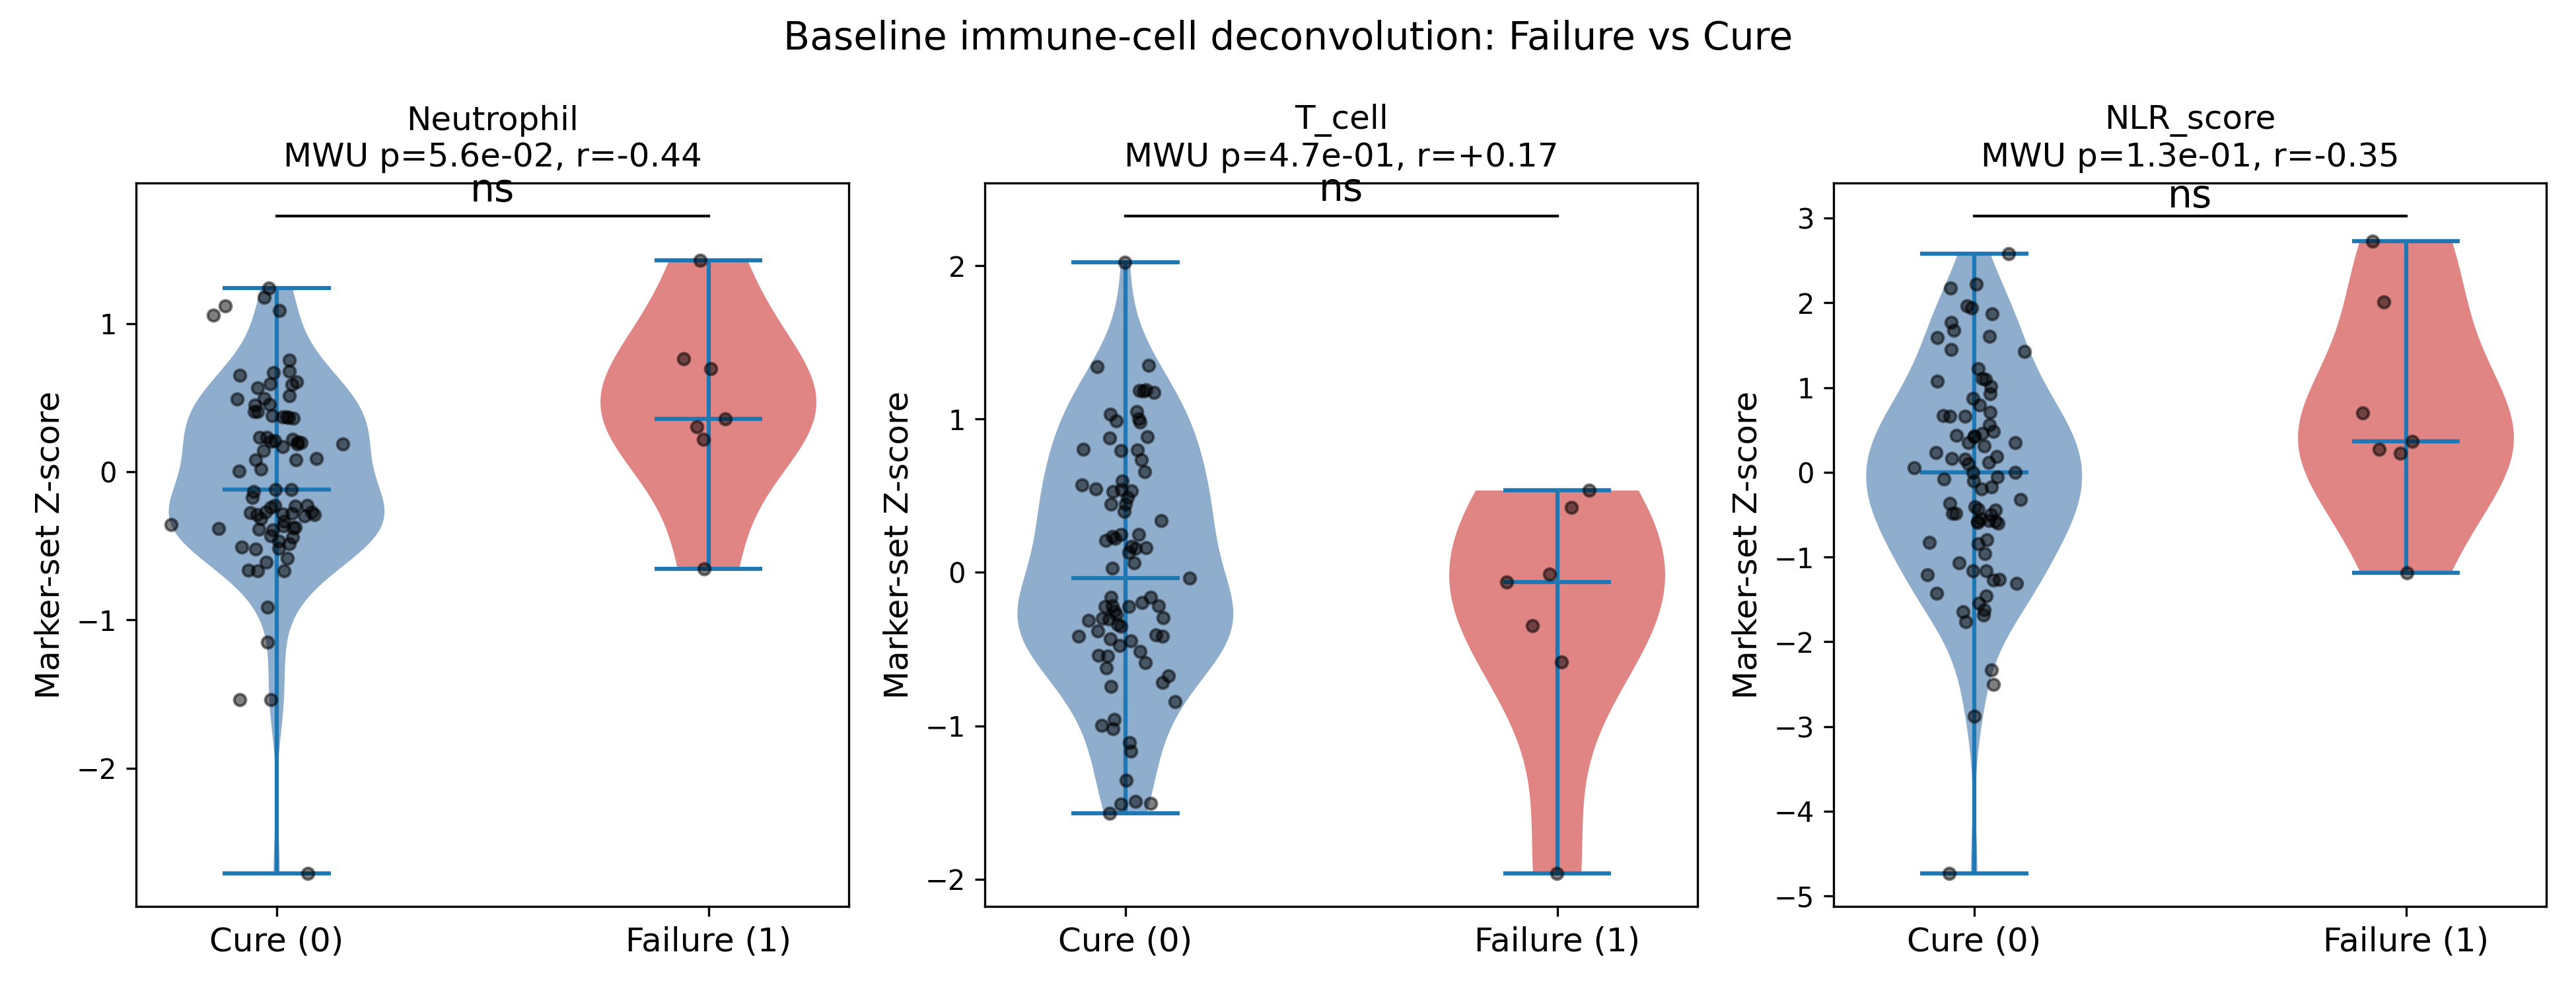 Baseline immune-cell deconvolution: Failure vs Cure
Neutrophil
MWU p=5.6e-02, r=-0.44
ns
Marker-set Z-score
1
0
−1
−2
Cure (0)
Failure (1)
T_cell
MWU p=4.7e-01, r=+0.17
ns
Marker-set Z-score
2
1
0
−1
−2
Cure (0)
Failure (1)
NLR_score
MWU p=1.3e-01, r=-0.35
ns
Marker-set Z-score
3
2
1
0
−1
−2
−3
−4
−5
Cure (0)
Failure (1)